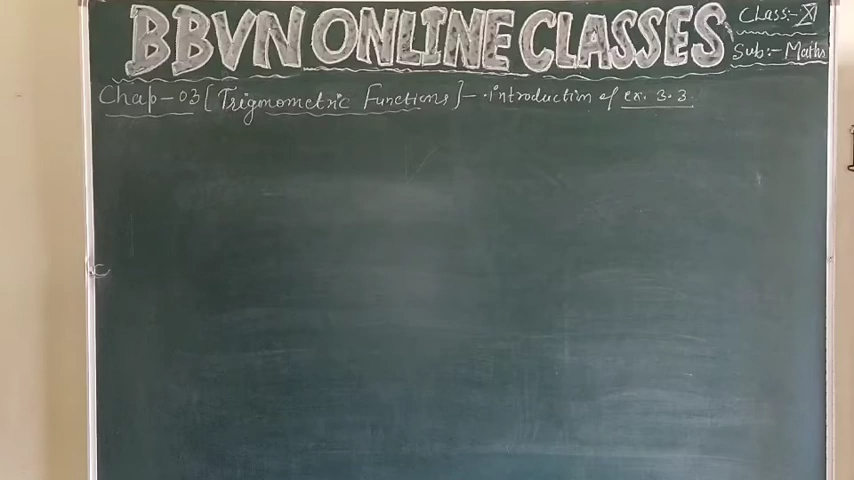 BBVN ONLINE CLASSES
Class:- XI
Sub:- Maths
Chap-03 [Trigonometric Functions] - Introduction of ex. 3.3.